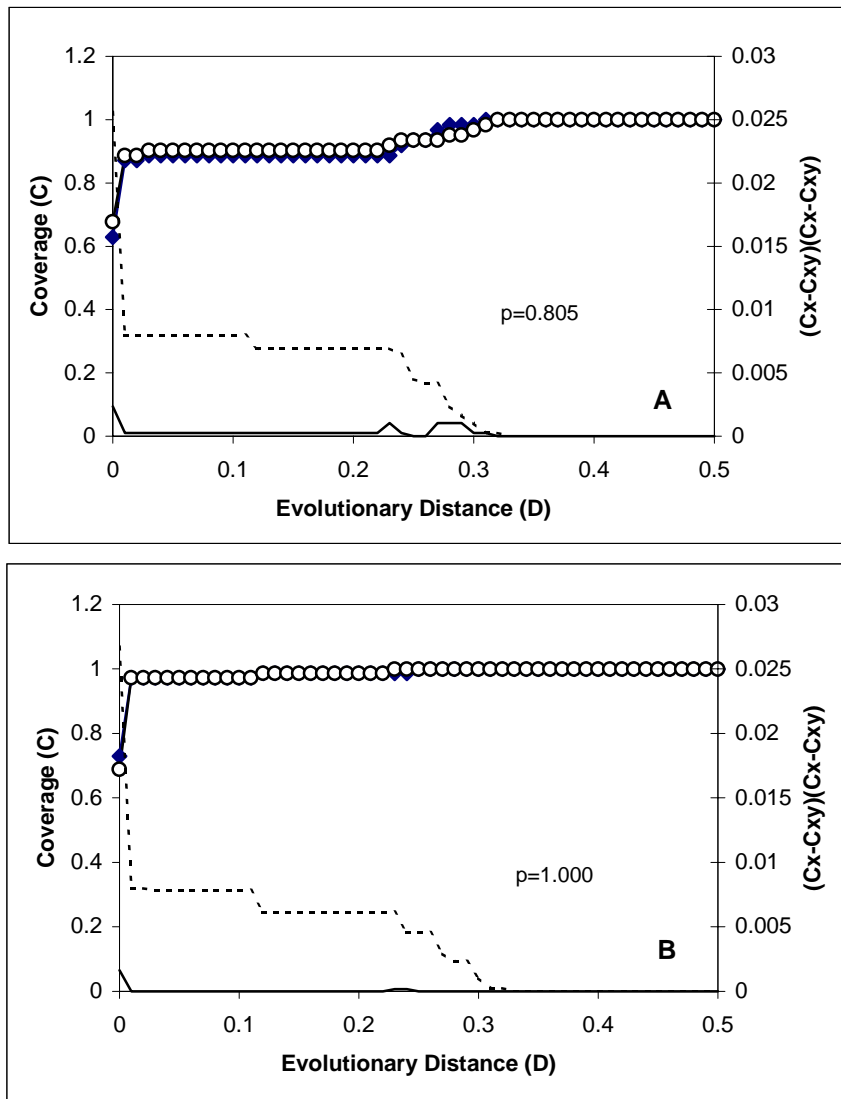 1.2
1
0.8
0.6
0.4
0.2
0
0.03
0.025
0.02
0.015
0.01
0.005
0
Coverage (C)
(Cx-Cxy)(Cx-Cxy)
p=0.805
A
0 0.1 0.2 0.3 0.4 0.5
Evolutionary Distance (D)
1.2
1
0.8
0.6
0.4
0.2
0
0.03
0.025
0.02
0.015
0.01
0.005
0
Coverage (C)
(Cx-Cxy)(Cx-Cxy)
p=1.000
B
0 0.1 0.2 0.3 0.4 0.5
Evolutionary Distance (D)